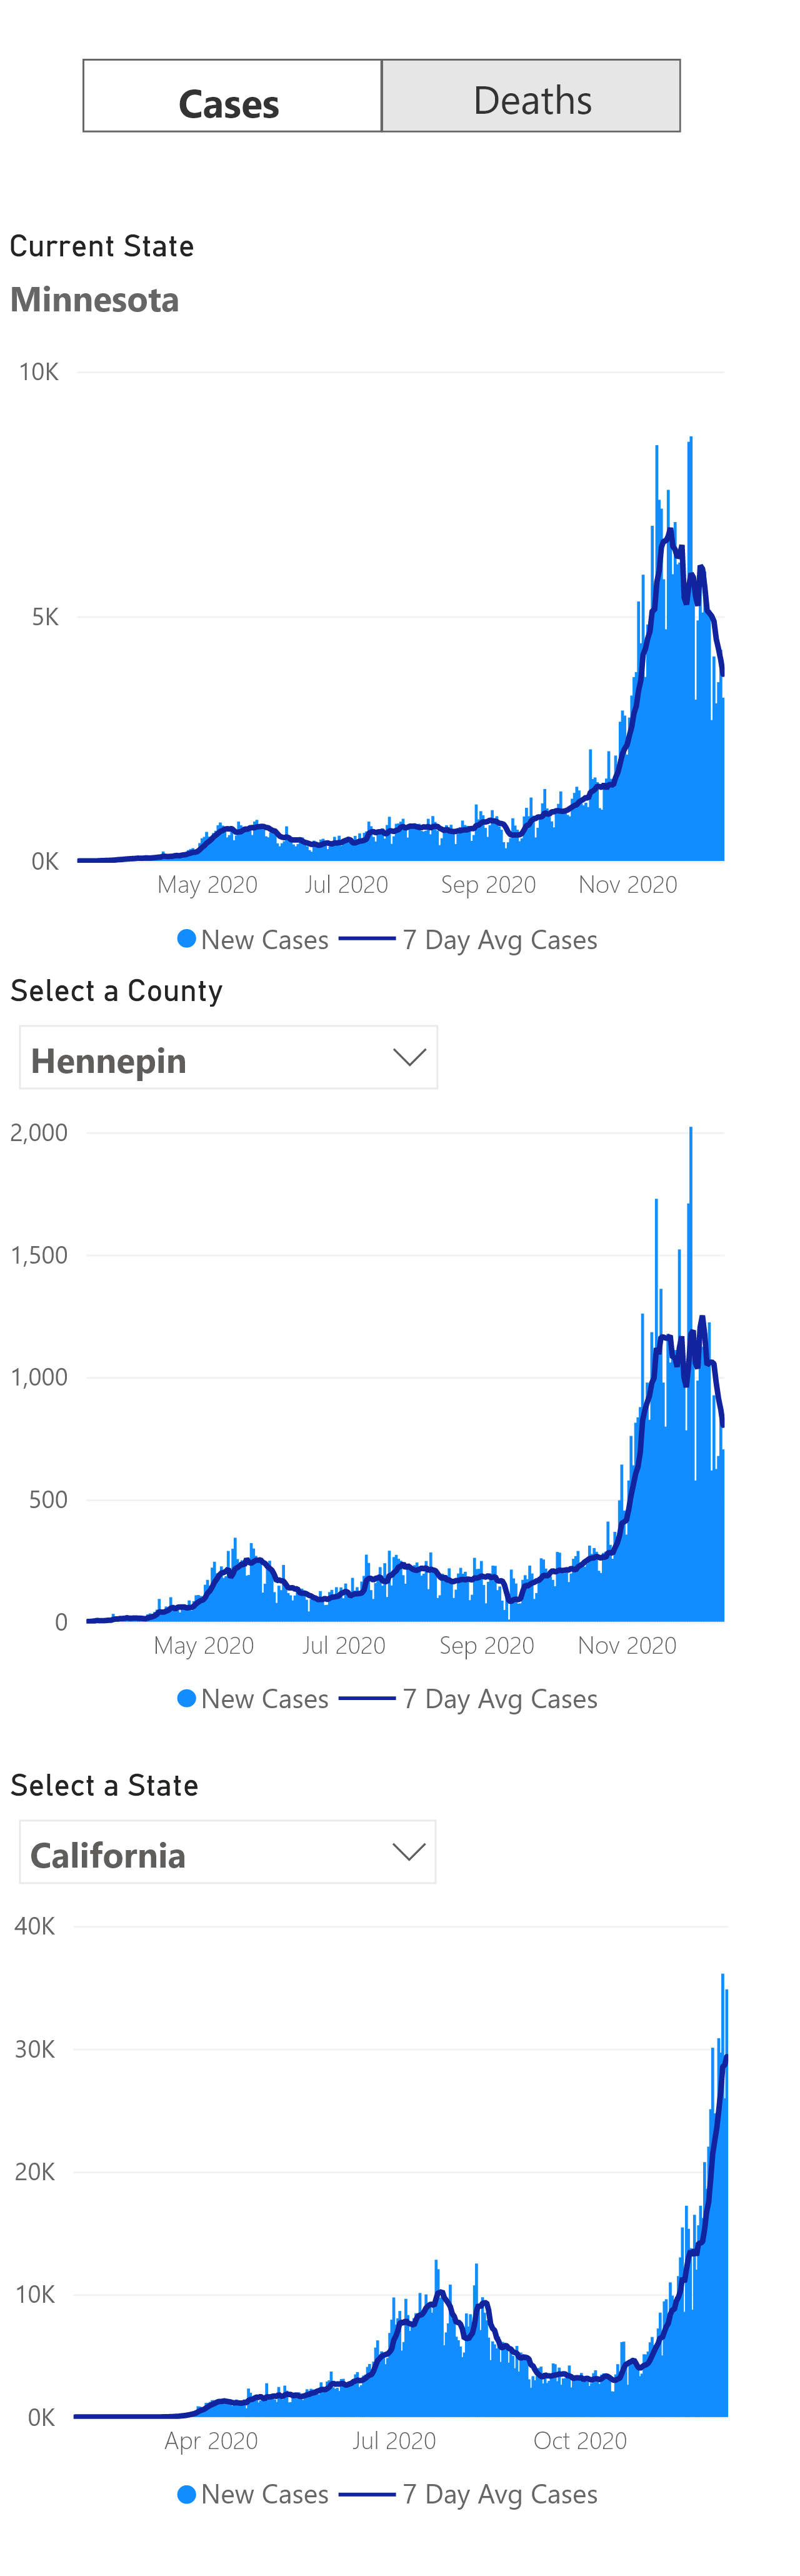 Cases Deaths
Current State
Minnesota
10K
5K
0K
May 2020 Jul 2020 Sep 2020 Nov 2020
New Cases 7 Day Avg Cases
Select a County
Hennepin
2,000
1,500
1,000
500
0
May 2020 Jul 2020 Sep 2020 Nov 2020
New Cases 7 Day Avg Cases
Select a State
California
40K
30K
20K
10K
0K
Apr 2020 Jul 2020 Oct 2020
New Cases 7 Day Avg Cases